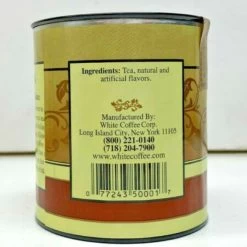 Ingredients: Tea, natural and
artificial flavors.
Manufactured By:
White Coffee Corp.
Long Island City, New York 11105
(800) 221-0140
(718) 204-7900
www.whitecoffee.com
0 77243 50001 7